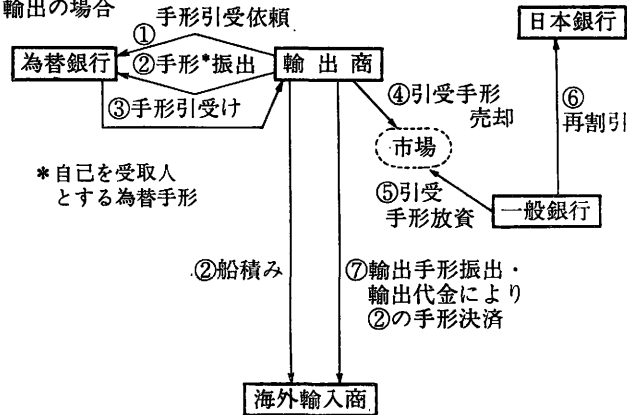 輸出の場合
手形引受依頼
①
日本銀行
為替銀行
②手形*振出
輸出商
③手形引受け
④引受手形
売却
⑥
再割引
市場
*自己を受取人
とする為替手形
⑤引受
手形放資
一般銀行
②船積み
⑦輸出手形振出・
輸出代金により
②の手形決済
海外輸入商